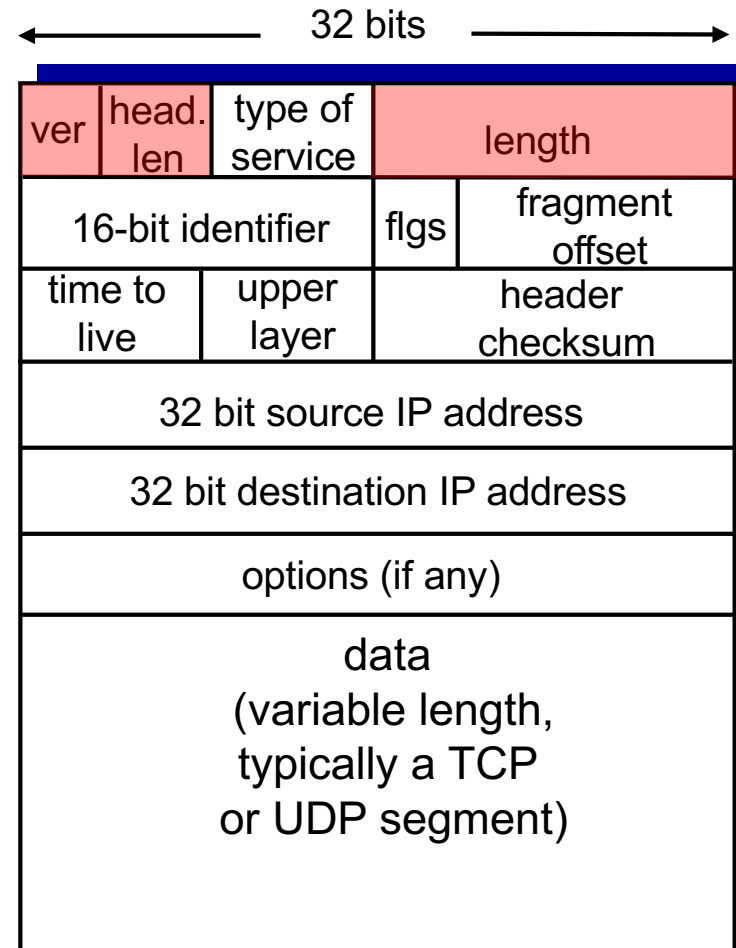 32 bits
ver
head.
len
type of
service
length
16-bit identifier
flgs
fragment
offset
time to
live
upper
layer
header
checksum
32 bit source IP address
32 bit destination IP address
options (if any)
data
(variable length,
typically a TCP
or UDP segment)